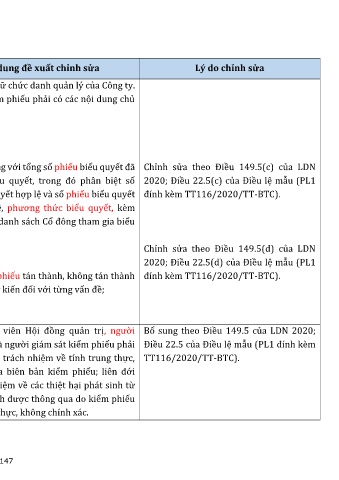 dung đề xuất chỉnh sửa
Lý do chỉnh sửa
ữ chức danh quản lý của Công ty.
n phiếu phải có các nội dung chủ
g với tổng số phiếu biểu quyết đã
u quyết, trong đó phân biệt số
yết hợp lệ và số phiếu biểu quyết
, phương thức biểu quyết, kèm
danh sách Cổ đông tham gia biểu
Chỉnh sửa theo Điều 149.5(c) của LDN
2020; Điều 22.5(c) của Điều lệ mẫu (PL1
đính kèm TT116/2020/TT-BTC).
phiếu tán thành, không tán thành
ý kiến đối với từng vấn đề;
Chỉnh sửa theo Điều 149.5(d) của LDN
2020; Điều 22.5(d) của Điều lệ mẫu (PL1
đính kèm TT116/2020/TT-BTC).
viên Hội đồng quản trị, người
à người giám sát kiểm phiếu phải
trách nhiệm về tính trung thực,
a biên bản kiểm phiếu; liên đới
iệm về các thiệt hại phát sinh từ
h được thông qua do kiểm phiếu
hực, không chính xác.
Bổ sung theo Điều 149.5 của LDN 2020;
Điều 22.5 của Điều lệ mẫu (PL1 đính kèm
TT116/2020/TT-BTC).
147